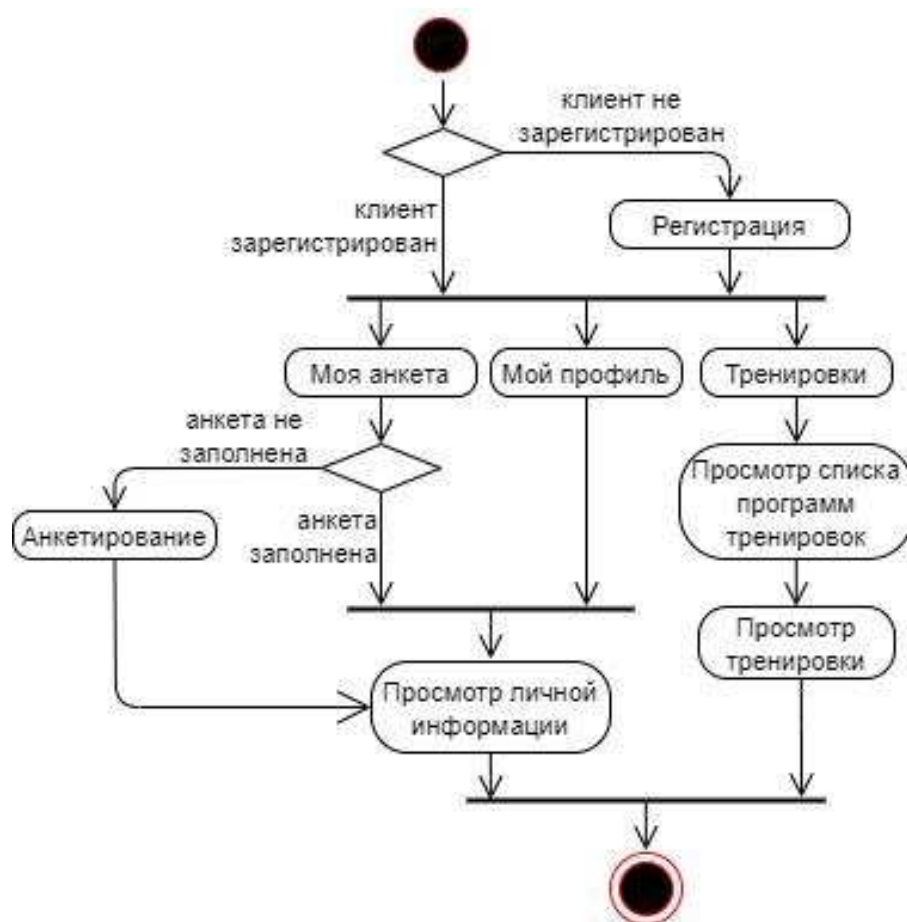 клиент не
зарегистрирован
клиент
зарегистрирован
Регистрация
Моя анкета
Мой профиль
Тренировки
анкета не
заполнена
Просмотр списка
программ
тренировок
Анкетирование
анкета
заполнена
Просмотр
тренировки
Просмотр личной
информации